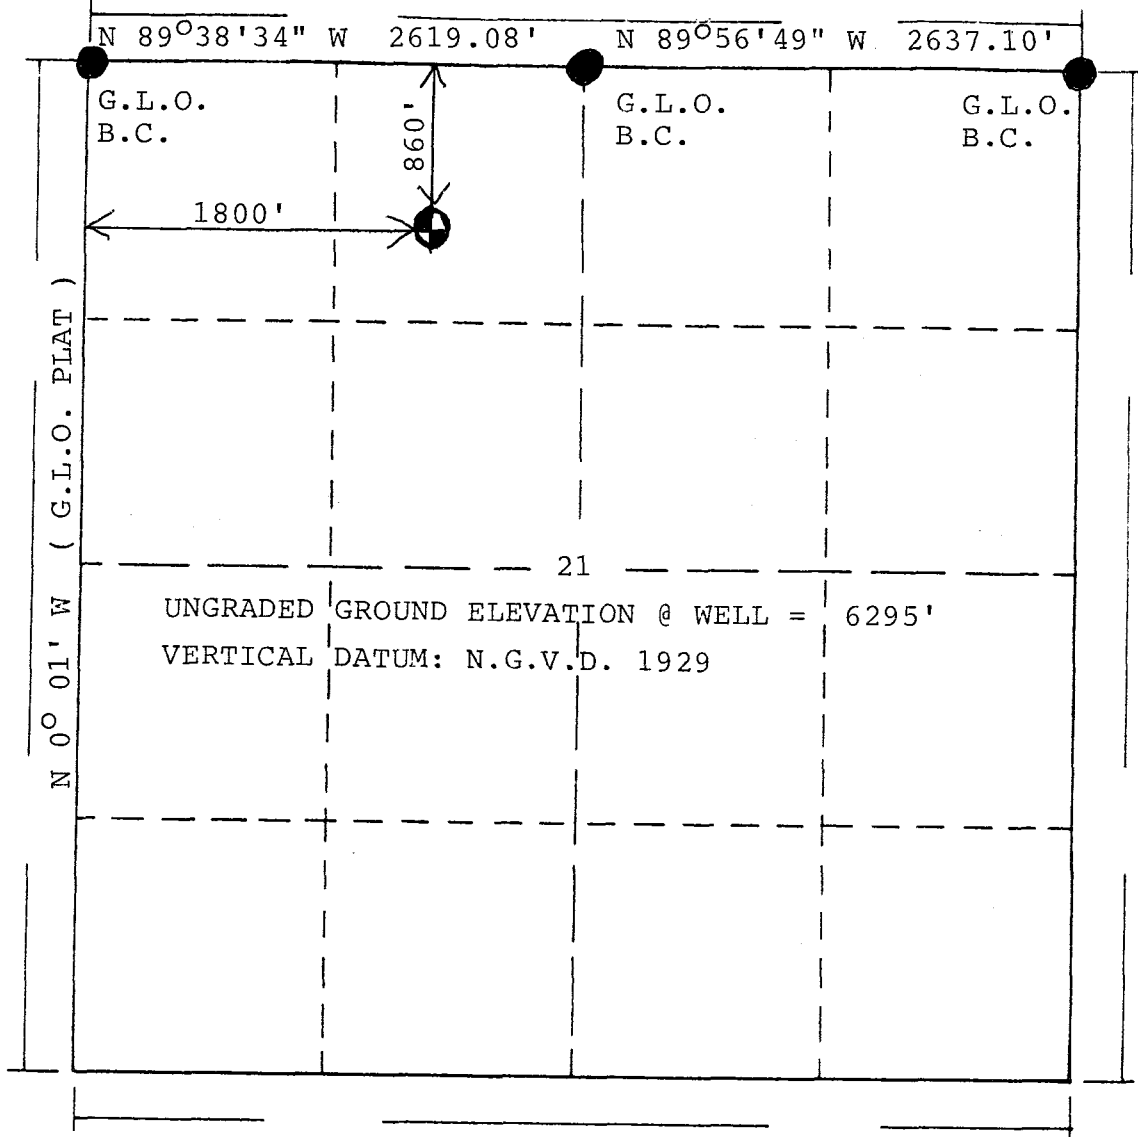 N 89°38'34" W 2619.08' N 89°56'49" W 2637.10'
G.L.O.
B.C.
G.L.O.
B.C.
G.L.O.
B.C.
860'
1800'
N 0° 01' W ( G.L.O. PLAT )
21
UNGRADED GROUND ELEVATION @ WELL = 6295'
VERTICAL DATUM: N.G.V.D. 1929